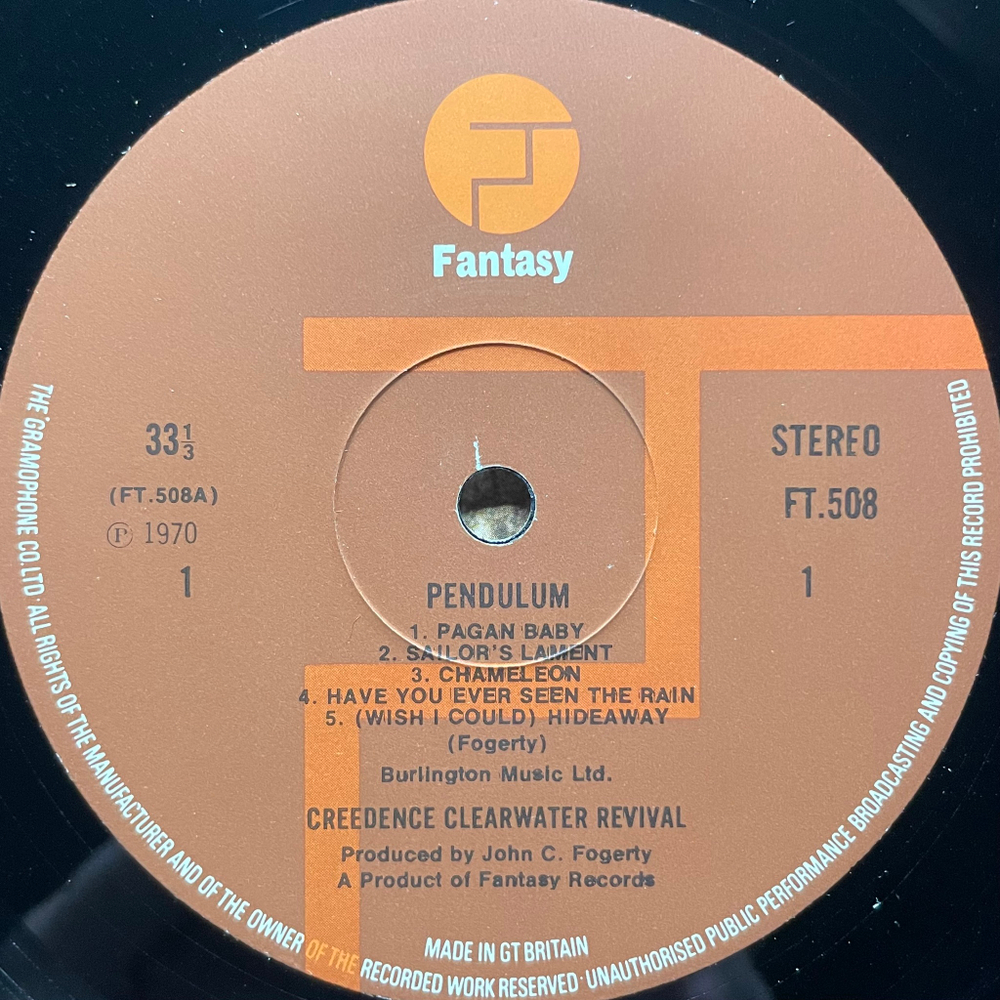 Fantasy
33⅓
STEREO
(FT.508A)
FT.508
Ⓟ 1970
1
1
PENDULUM
1. PAGAN BABY
2. SAILOR'S LAMENT
3. CHAMELEON
4. HAVE YOU EVER SEEN THE RAIN
5. (WISH I COULD) HIDEAWAY
(Fogerty)
Burlington Music Ltd.
CREEDENCE CLEARWATER REVIVAL
Produced by John C. Fogerty
A Product of Fantasy Records
MADE IN GT BRITAIN
THE GRAMOPHONE CO. LTD · ALL RIGHTS OF THE MANUFACTURER AND OF THE OWNER OF THE RECORDED WORK RESERVED · UNAUTHORISED PUBLIC PERFORMANCE BROADCASTING AND COPYING OF THIS RECORD PROHIBITED